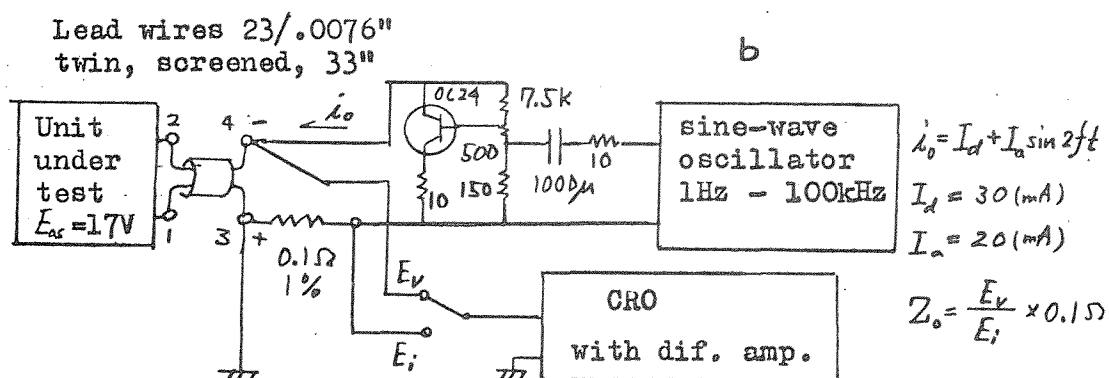 Lead wires 23/.0076"
twin, screened, 33"
b
OC24
7.5k
i₀
2
4
-
Unit
under
test
E_as=17V
500
1000μ
10
sine-wave
oscillator
1Hz - 100kHz
i₀=I_d+I_a sin 2ft
I_d = 30 (mA)
I_a = 20 (mA)
10
150
1
3
+
0.1Ω
1%
E_v
E_i
CRO
with dif. amp.
Z₀= E_v/E_i ×0.1Ω